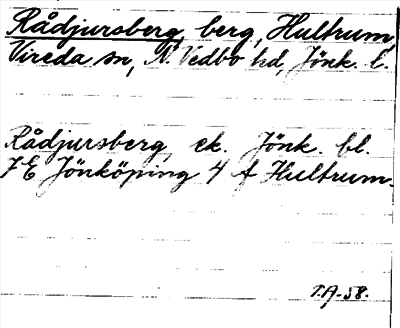 Rådjursberg, berg, Hultrum,
Vireda sn, N. Vedbo hd, Jönk. l.
Rådjursberg ek. Jönk. bl.
7 E Jönköping 4 f Hultrum.
T.A-58.